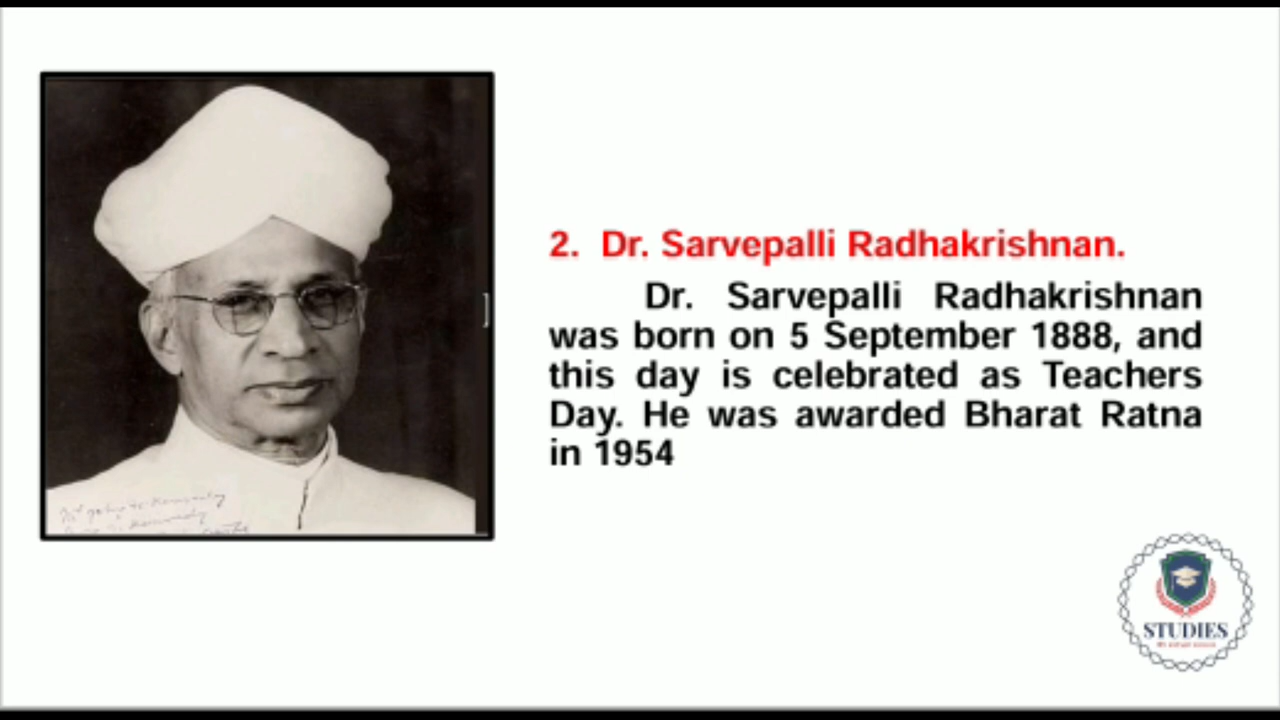 2. Dr. Sarvepalli Radhakrishnan.
Dr. Sarvepalli Radhakrishnan
was born on 5 September 1888, and
this day is celebrated as Teachers
Day. He was awarded Bharat Ratna
in 1954
STUDIES